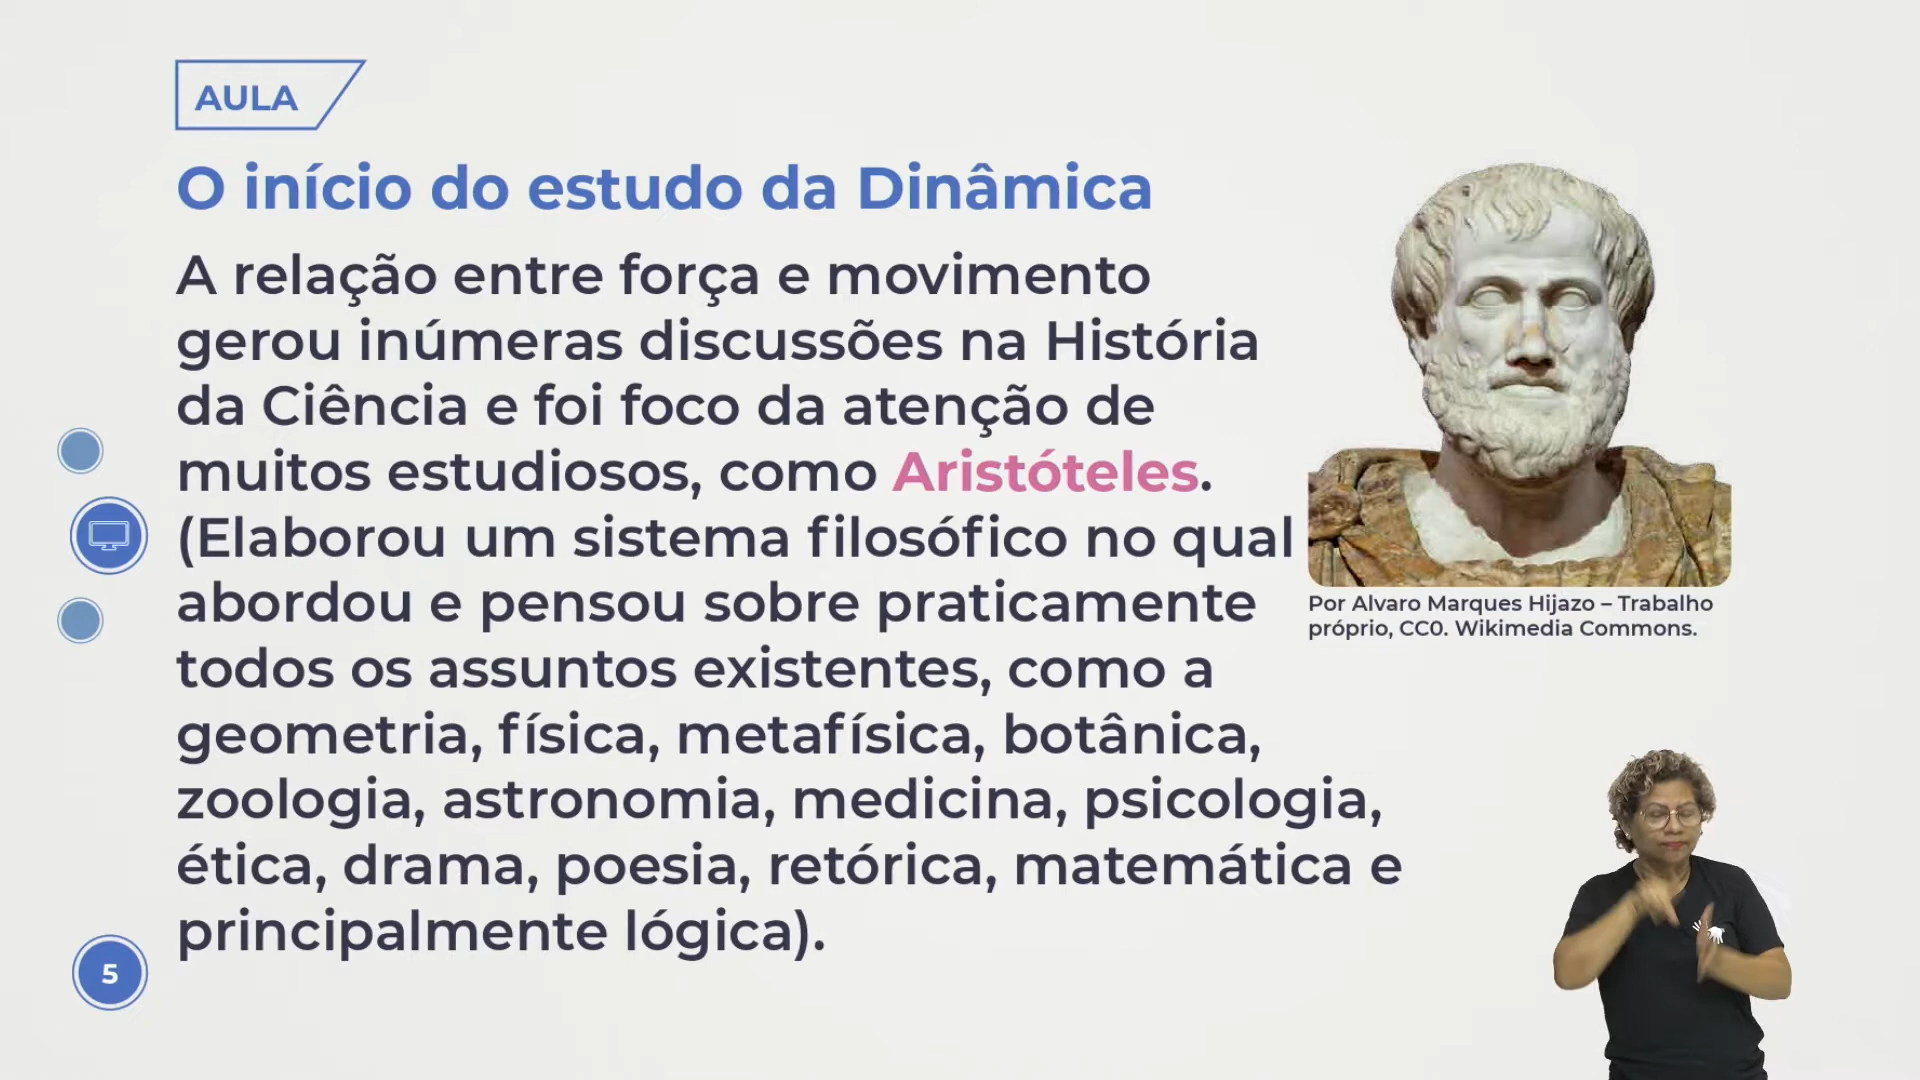 AULA
O início do estudo da Dinâmica
A relação entre força e movimento
gerou inúmeras discussões na História
da Ciência e foi foco da atenção de
muitos estudiosos, como Aristóteles.
(Elaborou um sistema filosófico no qual
abordou e pensou sobre praticamente
todos os assuntos existentes, como a
geometria, física, metafísica, botânica,
zoologia, astronomia, medicina, psicologia,
ética, drama, poesia, retórica, matemática e
principalmente lógica).
Por Alvaro Marques Hijazo – Trabalho
próprio, CC0. Wikimedia Commons.
5